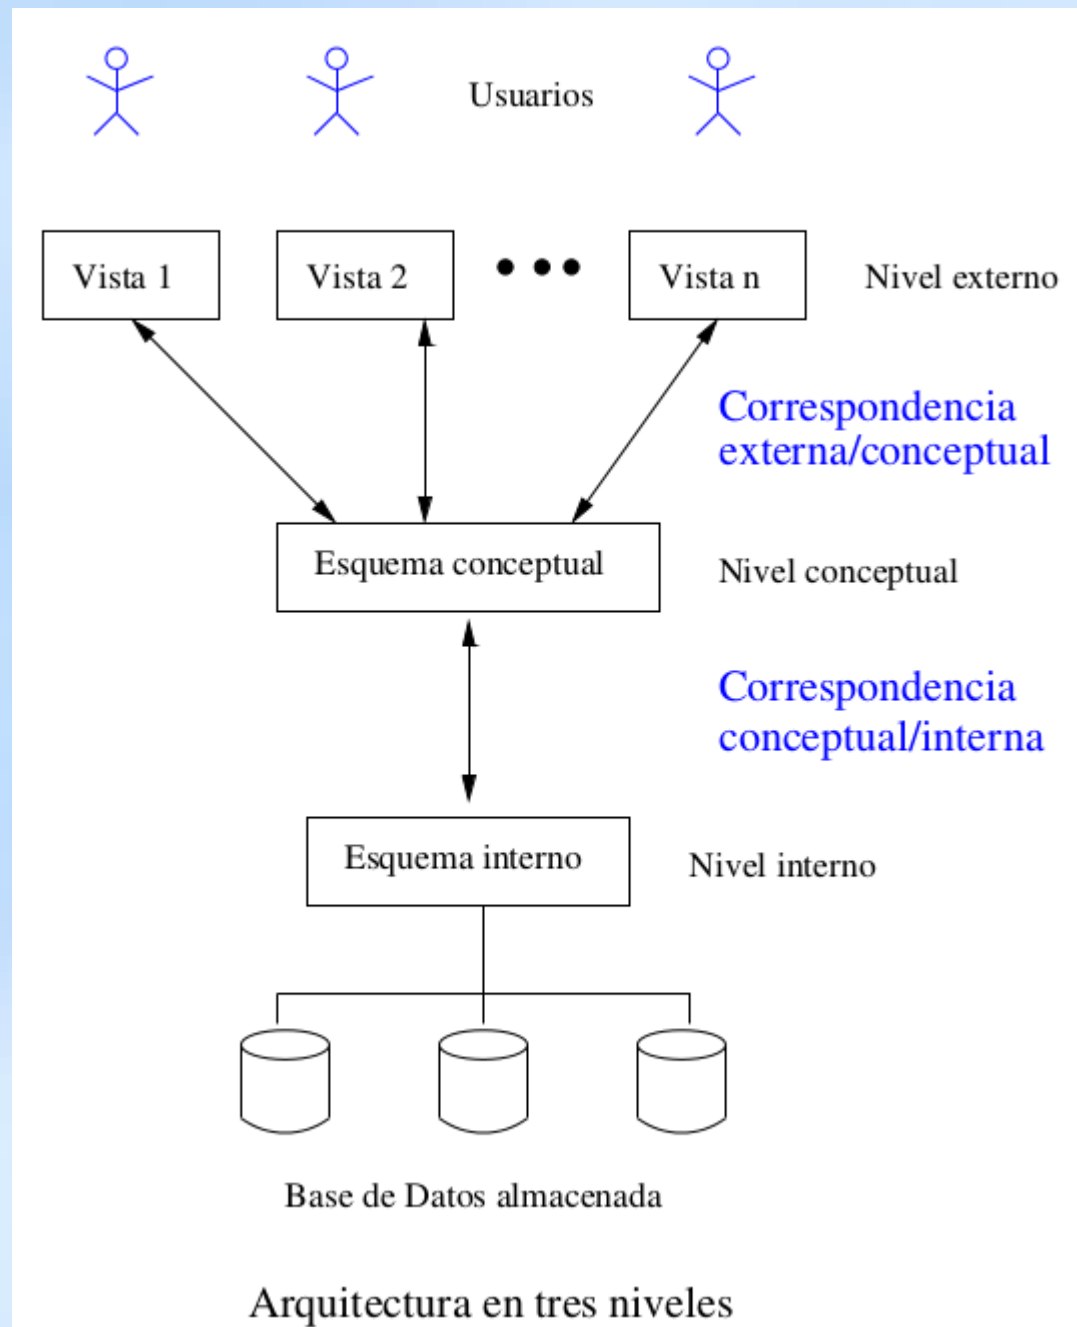 Usuarios
Vista 1
Vista 2
Vista n
Nivel externo
Correspondencia
externa/conceptual
Esquema conceptual
Nivel conceptual
Correspondencia
conceptual/interna
Esquema interno
Nivel interno
Base de Datos almacenada
Arquitectura en tres niveles